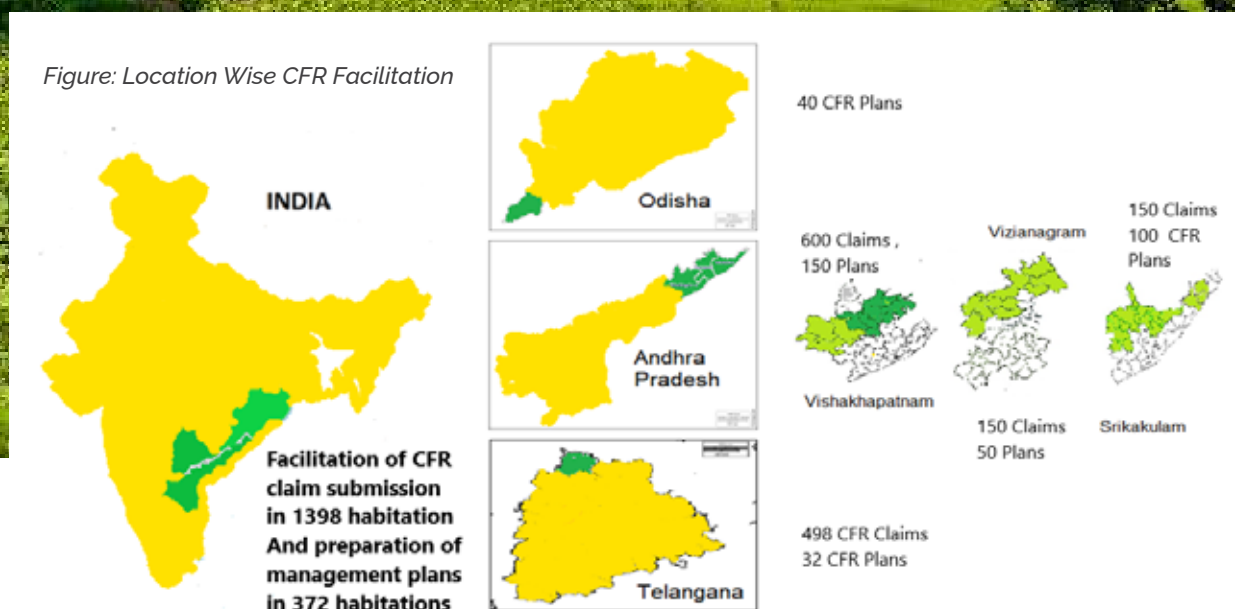 Figure: Location Wise CFR Facilitation
INDIA
Facilitation of CFR
claim submission
in 1398 habitation
And preparation of
management plans
in 372 habitations
Odisha
40 CFR Plans
Andhra
Pradesh
600 Claims ,
150 Plans
Vishakhapatnam
Vizianagram
150 Claims
50 Plans
150 Claims
100 CFR
Plans
Srikakulam
Telangana
498 CFR Claims
32 CFR Plans